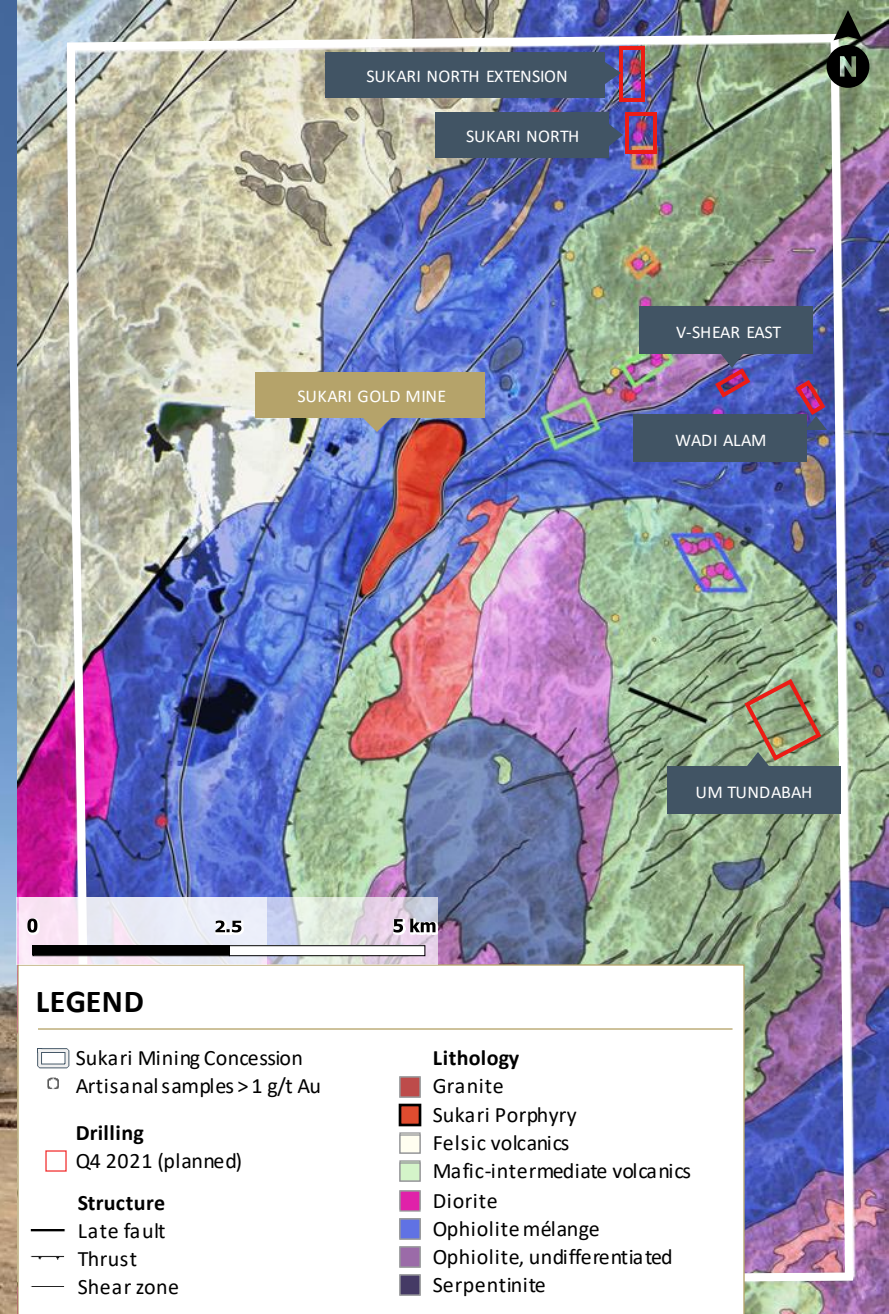 N
SUKARI NORTH EXTENSION
SUKARI NORTH
V-SHEAR EAST
SUKARI GOLD MINE
WADI ALAM
UM TUNDABAH
0 2.5 5 km
LEGEND
Sukari Mining Concession
Artisanal samples > 1 g/t Au
Drilling
Q4 2021 (planned)
Structure
Late fault
Thrust
Shear zone
Lithology
Granite
Sukari Porphyry
Felsic volcanics
Mafic-intermediate volcanics
Diorite
Ophiolite mélange
Ophiolite, undifferentiated
Serpentinite